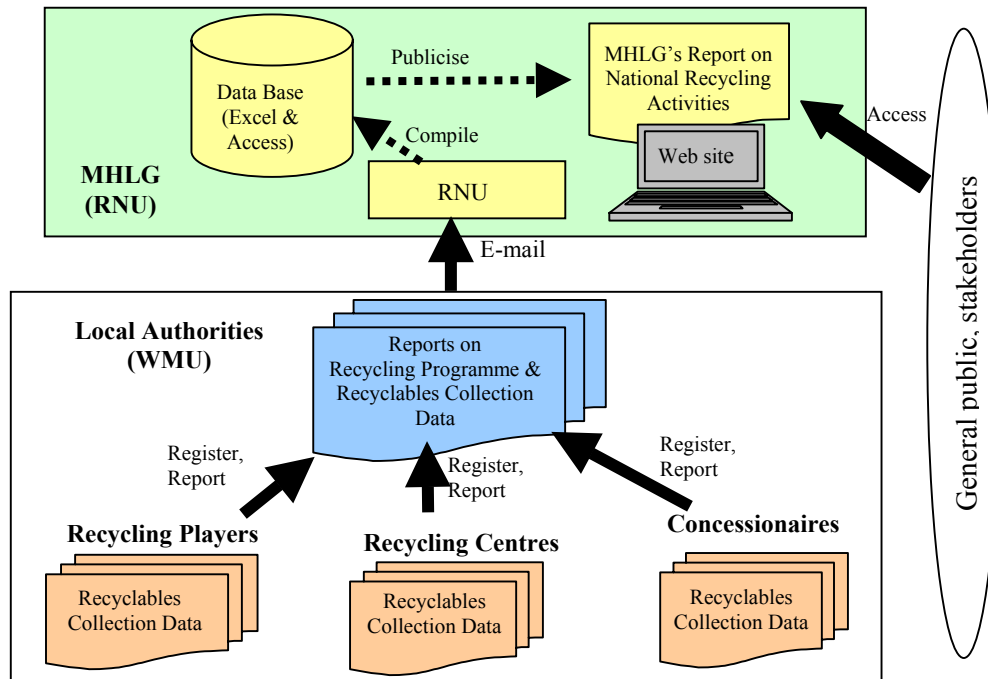 Publicise
MHLG's Report on
National Recycling
Activities
Data Base
(Excel &
Access)
Compile
Access
Web site
MHLG
(RNU)
RNU
E-mail
General public, stakeholders
Local Authorities
(WMU)
Reports on
Recycling Programme &
Recyclables Collection
Data
Register,
Report
Register,
Report
Register,
Report
Recycling Players
Recycling Centres
Concessionaires
Recyclables
Collection Data
Recyclables
Collection Data
Recyclables
Collection Data